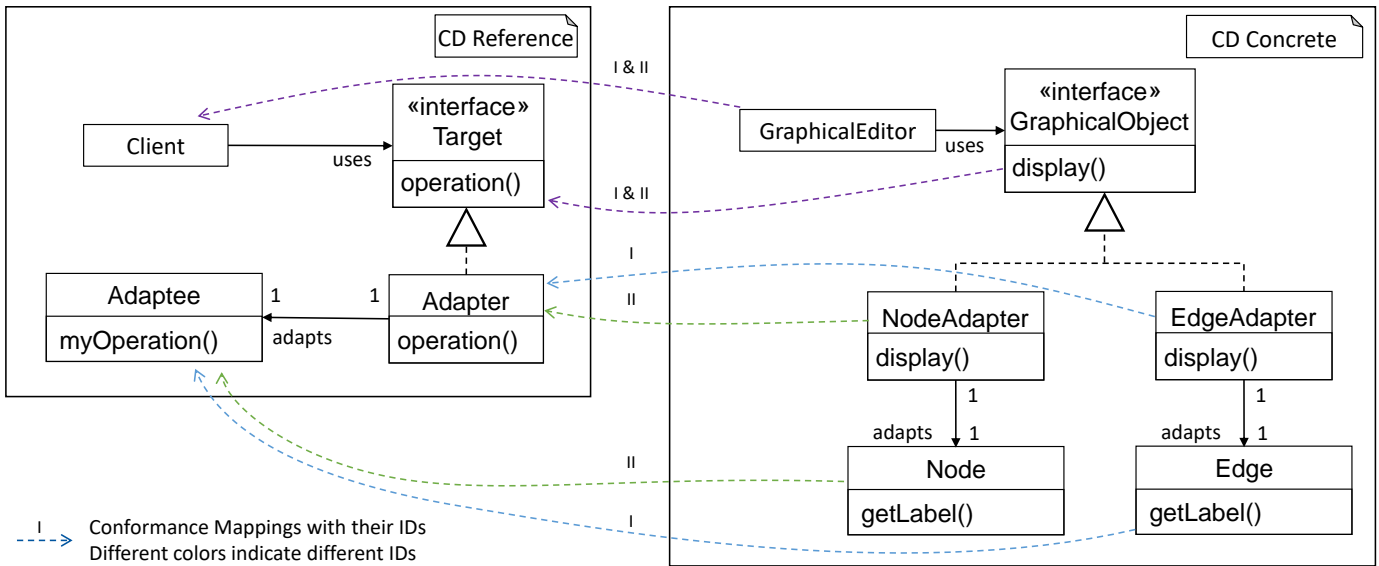 CD Reference
«interface»
Target
operation()
Client
uses
Adaptee
myOperation()
1
1
adapts
Adapter
operation()
I & II
I & II
I
II
II
I
CD Concrete
«interface»
GraphicalObject
display()
GraphicalEditor
uses
NodeAdapter
display()
EdgeAdapter
display()
1
adapts
1
1
adapts
1
Node
getLabel()
Edge
getLabel()
I
Conformance Mappings with their IDs
Different colors indicate different IDs